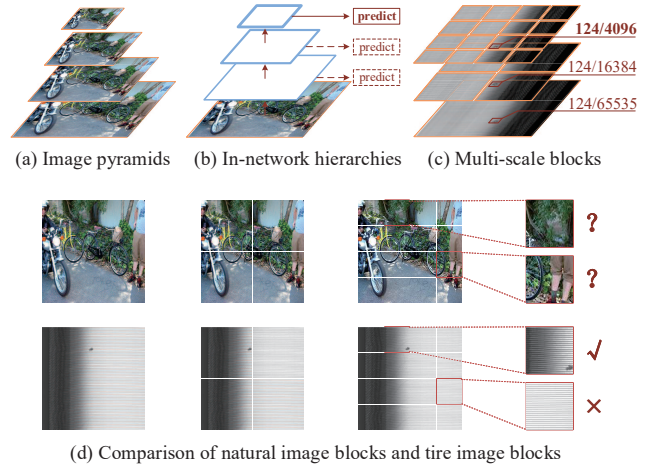 predict
predict
predict
124/4096
124/16384
124/65535
(a) Image pyramids
(b) In-network hierarchies
(c) Multi-scale blocks
?
?
√
×
(d) Comparison of natural image blocks and tire image blocks